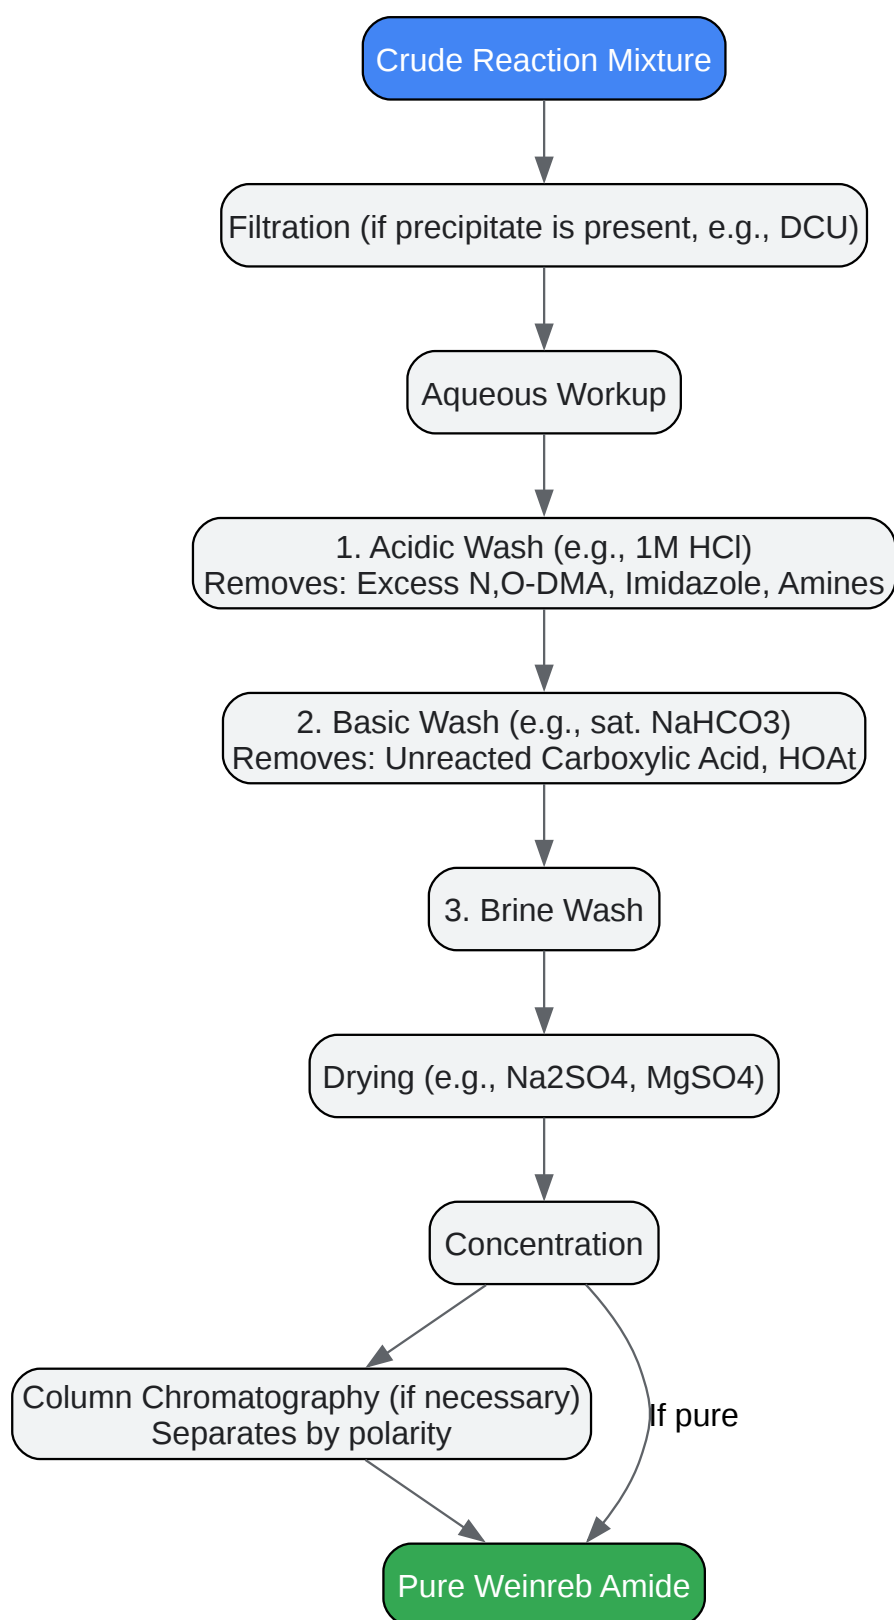 Crude Reaction Mixture
Filtration (if precipitate is present, e.g., DCU)
Aqueous Workup
1. Acidic Wash (e.g., 1M HCl)
Removes: Excess N,O-DMA, Imidazole, Amines
2. Basic Wash (e.g., sat. NaHCO3)
Removes: Unreacted Carboxylic Acid, HOAt
3. Brine Wash
Drying (e.g., Na2SO4, MgSO4)
Concentration
Column Chromatography (if necessary)
Separates by polarity
If pure
Pure Weinreb Amide